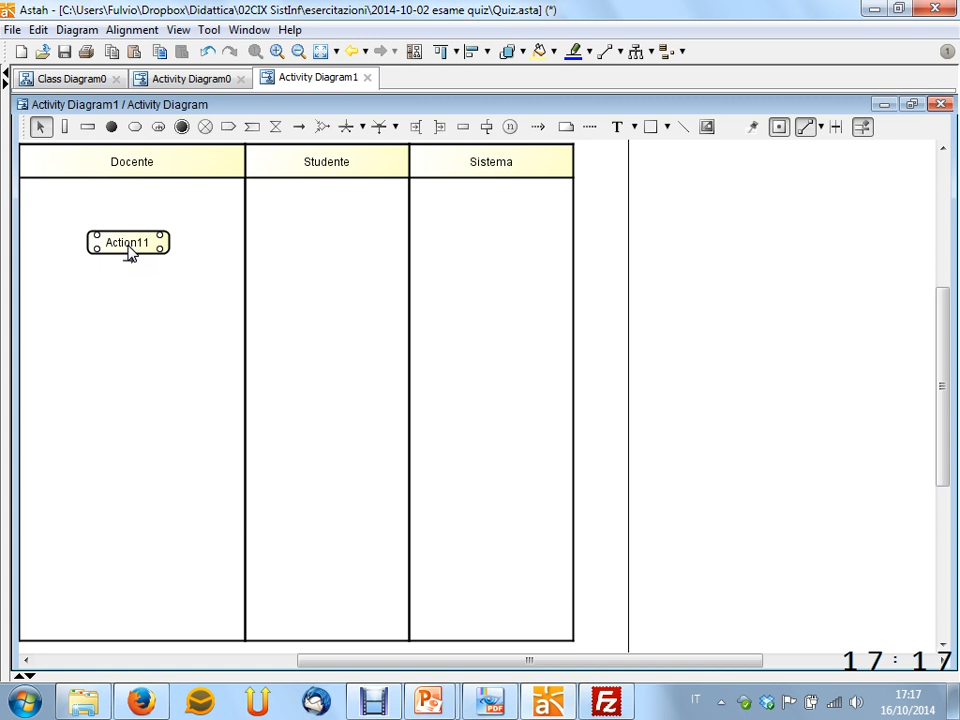 Astah - [C:\Users\Fulvio\Dropbox\Didattica\02CIX SistInf\esercitazioni\2014-10-02 esame quiz\Quiz.asta] (*)
File Edit Diagram Alignment View Tool Window Help
1
Class Diagram0 Activity Diagram0 Activity Diagram1
Activity Diagram1 / Activity Diagram
n T
Docente Studente Sistema
Action11
17:17
PDF IT 17:17
16/10/2014